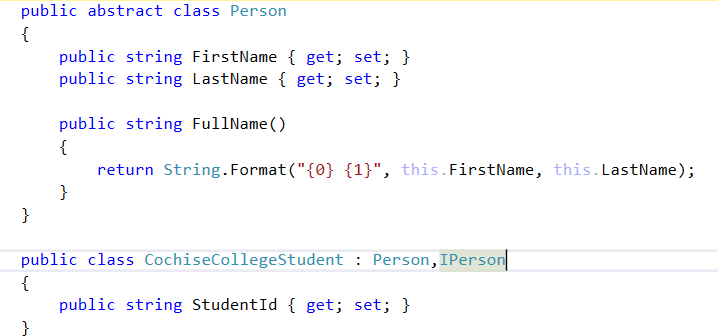 public abstract class Person
{
    public string FirstName { get; set; }
    public string LastName { get; set; }
    public string FullName()
    {
        return String.Format("{0} {1}", this.FirstName, this.LastName);
    }
}
public class CochiseCollegeStudent : Person,IPerson
{
    public string StudentId { get; set; }
}